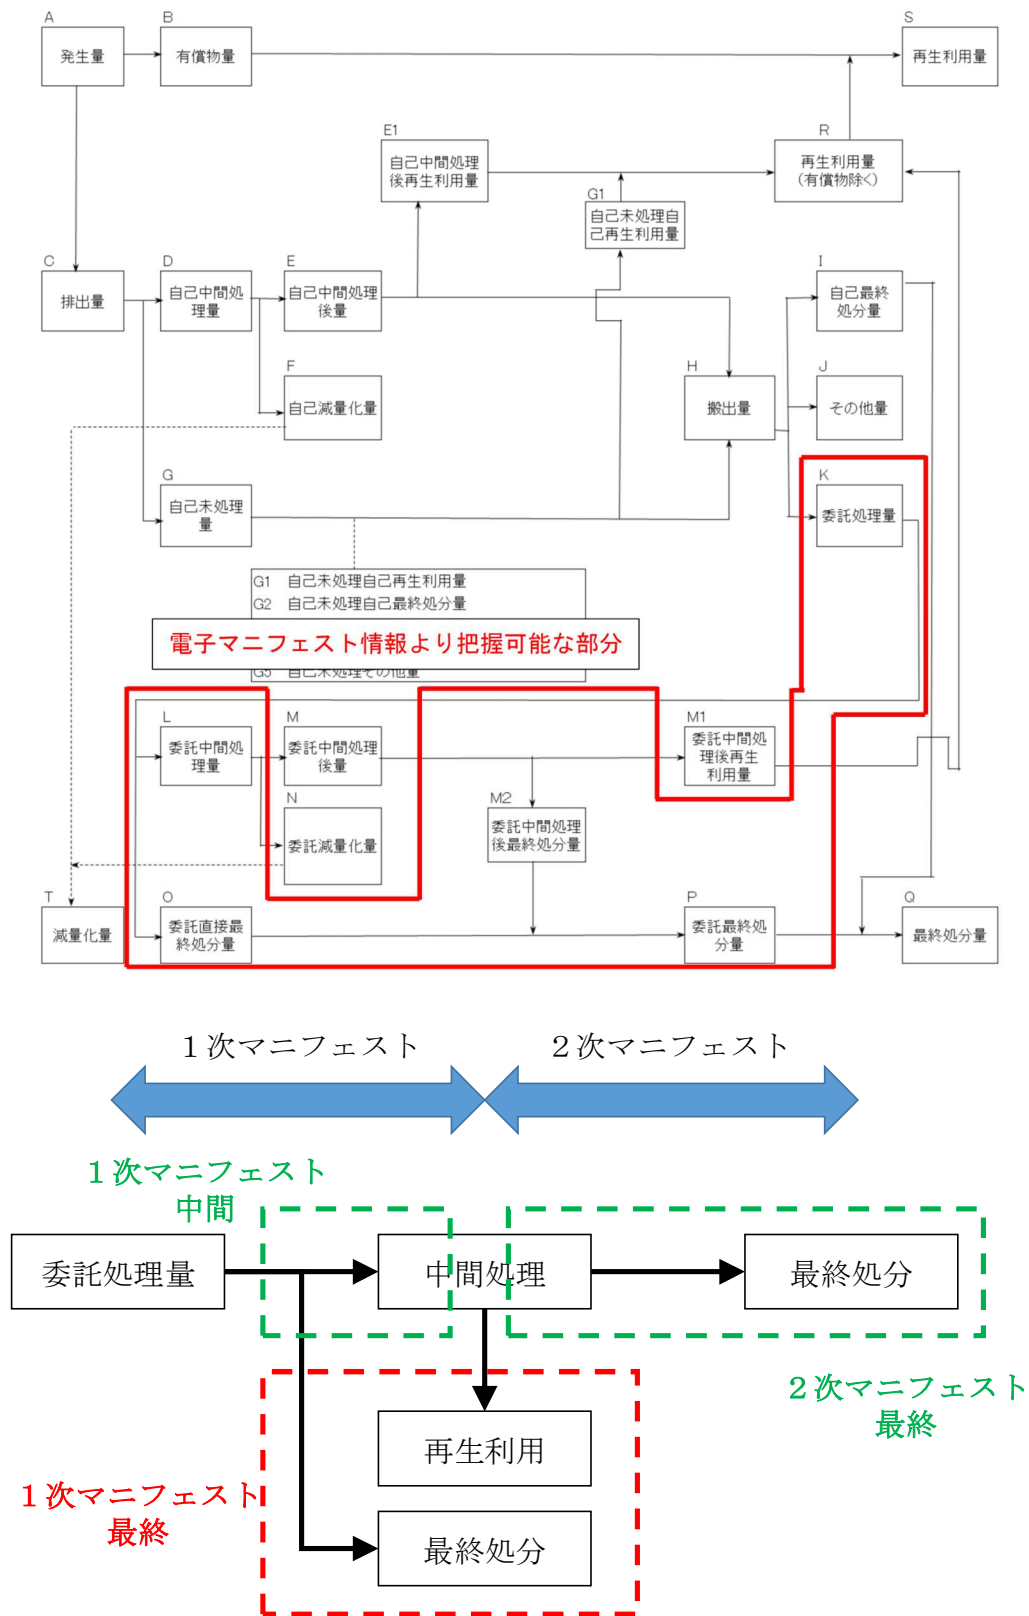 A
発生量
B
有償物量
S
再生利用量
E1
自己中間処理
後再生利用量
R
再生利用量
(有償物除く)
G1
自己未処理自
己再生利用量
C
排出量
D
自己中間処
理量
E
自己中間処理
後量
I
自己最終
処分量
F
自己減量化量
H
搬出量
J
その他量
G
自己未処理
量
K
委託処理量
G1 自己未処理自己再生利用量
G2 自己未処理自己最終処分量
電子マニフェスト情報より把握可能な部分
G5 自己未処理その他量
L
委託中間処
理量
M
委託中間処理
後量
M1
委託中間処
理後再生
利用量
N
委託減量化量
M2
委託中間処理
後最終処分量
T
減量化量
O
委託直接最
終処分量
P
委託最終処
分量
Q
最終処分量
1次マニフェスト
2次マニフェスト
1次マニフェスト
中間
委託処理量
中間処理
最終処分
2次マニフェスト
最終
再生利用
1次マニフェスト
最終
最終処分